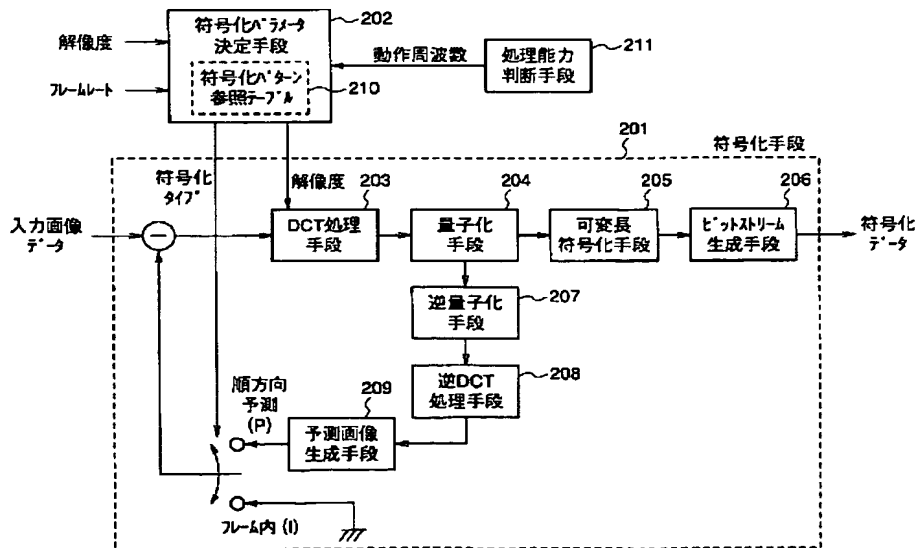 符号化パラメータ
決定手段
202
解像度
フレームレート
符号化パターン
参照テーブル
210
動作周波数
処理能力
判断手段
211
201
符号化手段
符号化
タイプ
解像度
203
204
205
206
入力画像
データ
−
DCT処理
手段
量子化
手段
可変長
符号化手段
ビットストリーム
生成手段
符号化
データ
逆量子化
手段
207
逆DCT
処理手段
208
順方向
予測
(P)
209
予測画像
生成手段
フレーム内 (I)